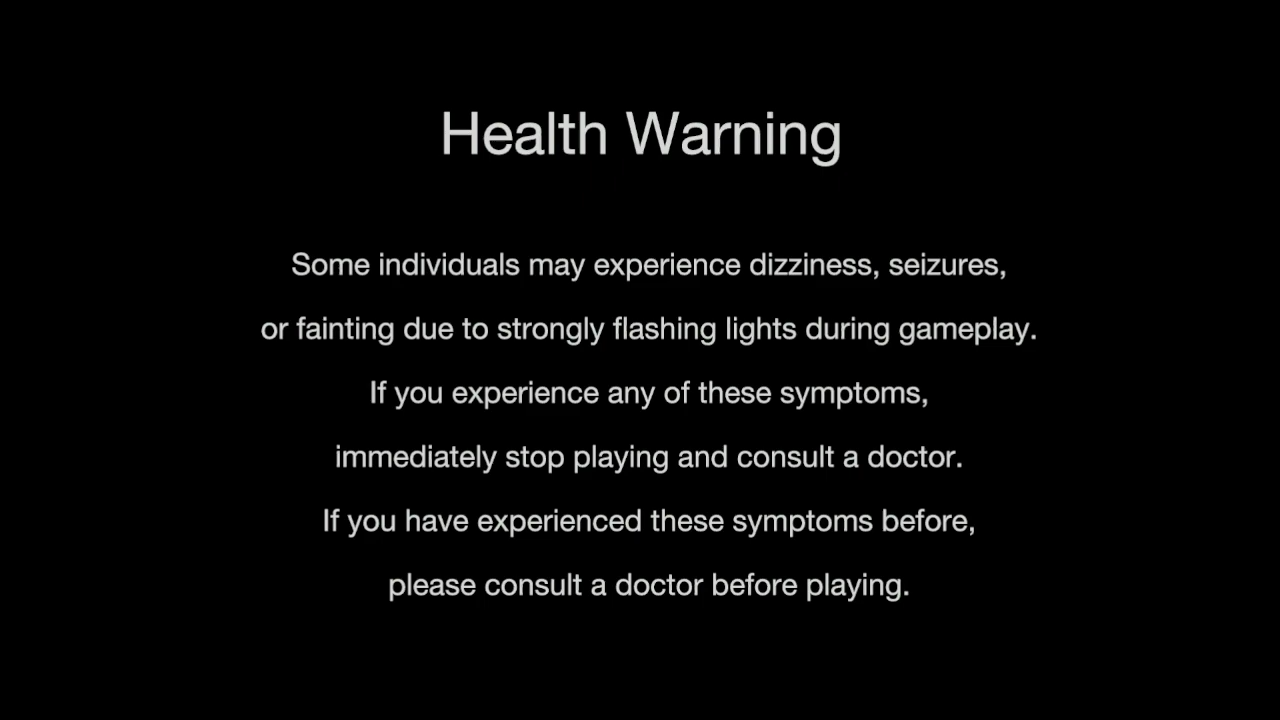 Health Warning
Some individuals may experience dizziness, seizures,
or fainting due to strongly flashing lights during gameplay.
If you experience any of these symptoms,
immediately stop playing and consult a doctor.
If you have experienced these symptoms before,
please consult a doctor before playing.